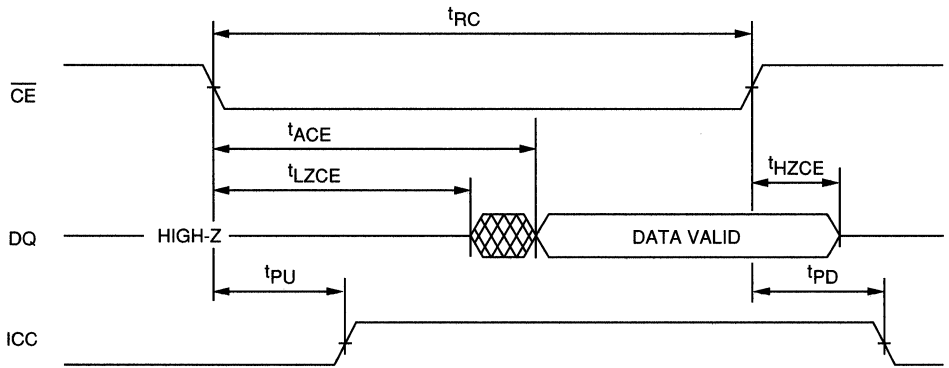 tRC
CE
tACE
tLZCE
tHZCE
DQ
HIGH-Z
DATA VALID
tPU
tPD
ICC